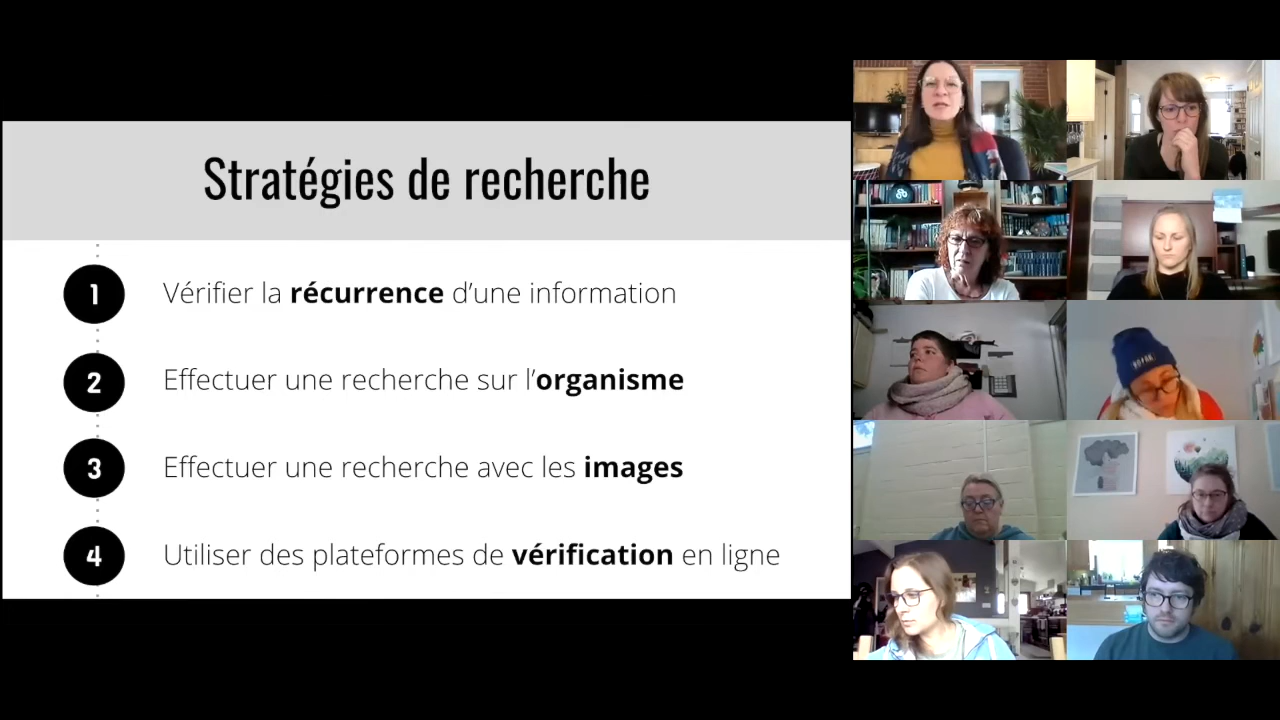 Stratégies de recherche
1 Vérifier la récurrence d’une information
2 Effectuer une recherche sur l’organisme
3 Effectuer une recherche avec les images
4 Utiliser des plateformes de vérification en ligne